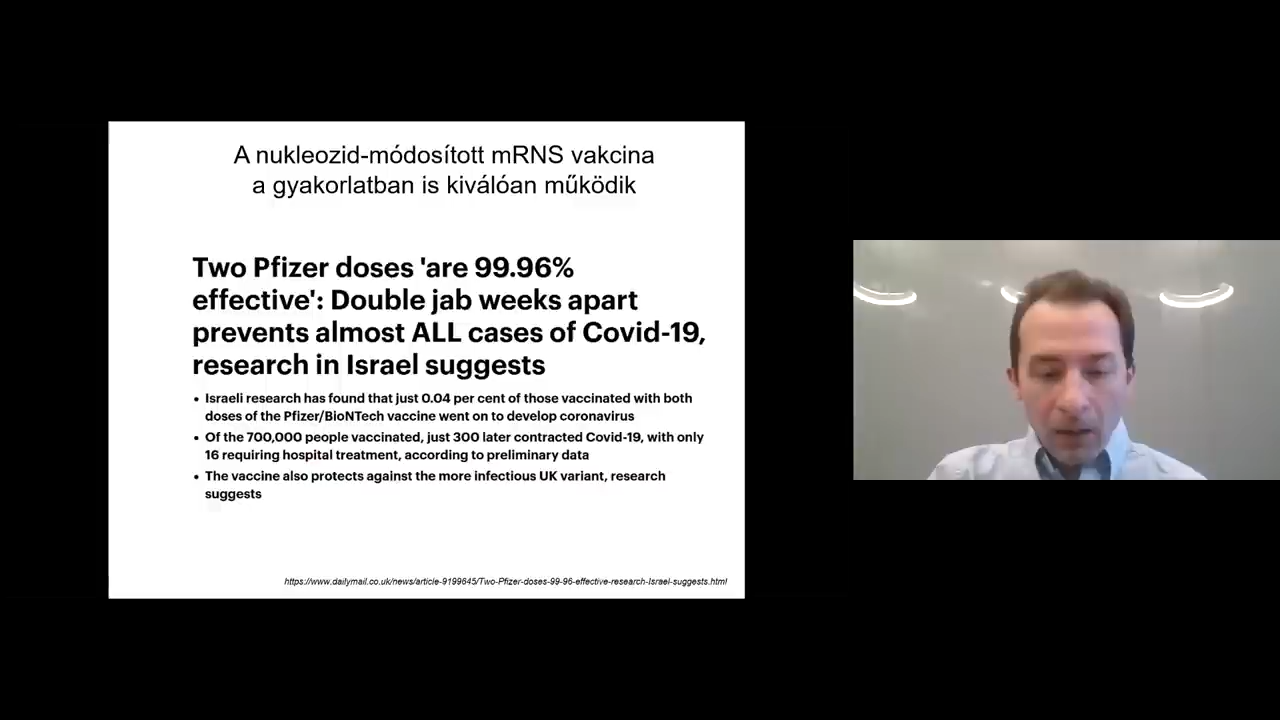 A nukleozid-módosított mRNS vakcina
a gyakorlatban is kiválóan működik
Two Pfizer doses 'are 99.96%
effective': Double jab weeks apart
prevents almost ALL cases of Covid-19,
research in Israel suggests
• Israeli research has found that just 0.04 per cent of those vaccinated with both
doses of the Pfizer/BioNTech vaccine went on to develop coronavirus
• Of the 700,000 people vaccinated, just 300 later contracted Covid-19, with only
16 requiring hospital treatment, according to preliminary data
• The vaccine also protects against the more infectious UK variant, research
suggests
https://www.dailymail.co.uk/news/article-9199645/Two-Pfizer-doses-99-96-effective-research-Israel-suggests.html